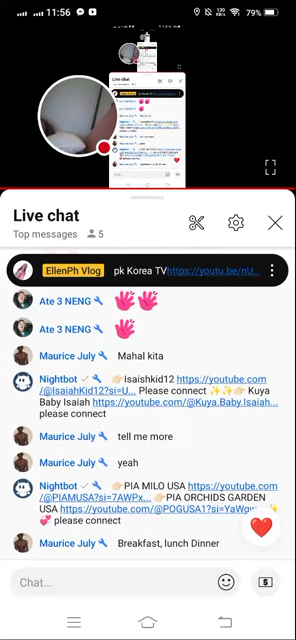 11:56
130 KB/s
79%
Live chat
Top messages 5
EllenPh Vlog pk Korea TVhttps://youtu.be/nU...
Ate 3 NENG
Ate 3 NENG
Maurice July Mahal kita
Nightbot Isaishkid12 https://youtube.com
/@IsaiahKid12?si=U... Please connect Kuya
Baby Isaiah https://youtube.com/@Kuya.Baby.Isaiah...
please connect
Maurice July tell me more
Maurice July yeah
Nightbot PIA MILO USA https://youtube.com
/@PIAMUSA?si=7AWPx... PIA ORCHIDS GARDEN
USA https://youtube.com/@POGUSA1?si=YaWgw...
please connect
Maurice July Breakfast, lunch Dinner
Chat...